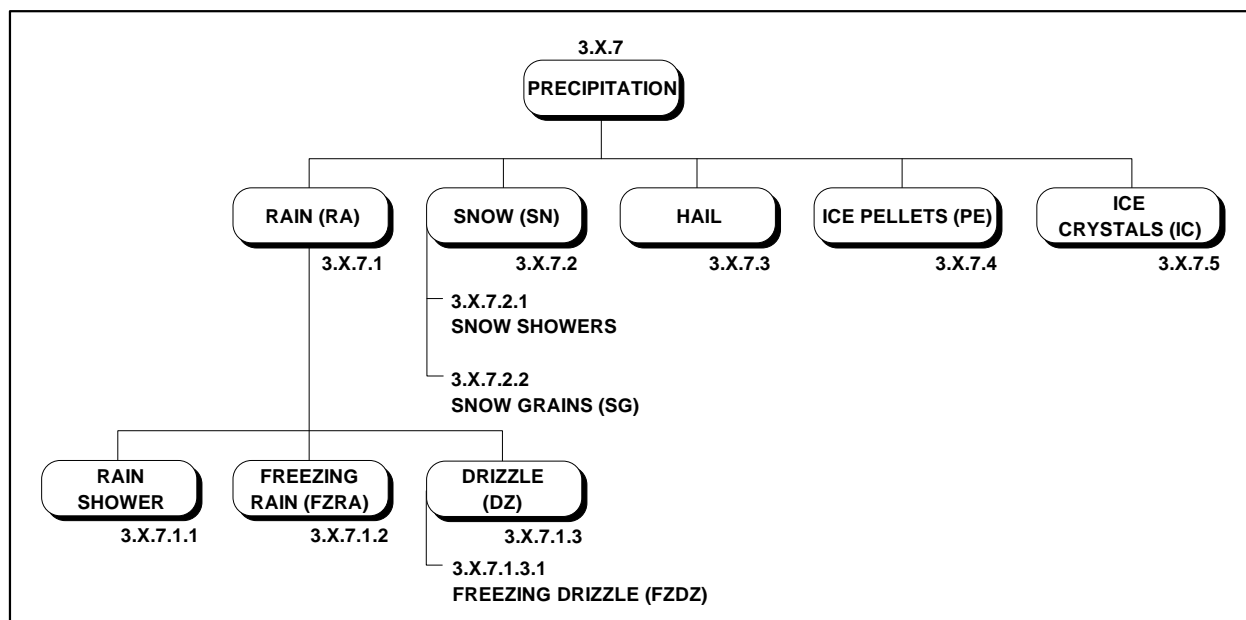 3.X.7
PRECIPITATION
RAIN (RA)
3.X.7.1
SNOW (SN)
3.X.7.2
HAIL
3.X.7.3
ICE PELLETS (PE)
3.X.7.4
ICE
CRYSTALS (IC)
3.X.7.5
3.X.7.2.1
SNOW SHOWERS
3.X.7.2.2
SNOW GRAINS (SG)
RAIN
SHOWER
3.X.7.1.1
FREEZING
RAIN (FZRA)
3.X.7.1.2
DRIZZLE
(DZ)
3.X.7.1.3
3.X.7.1.3.1
FREEZING DRIZZLE (FZDZ)